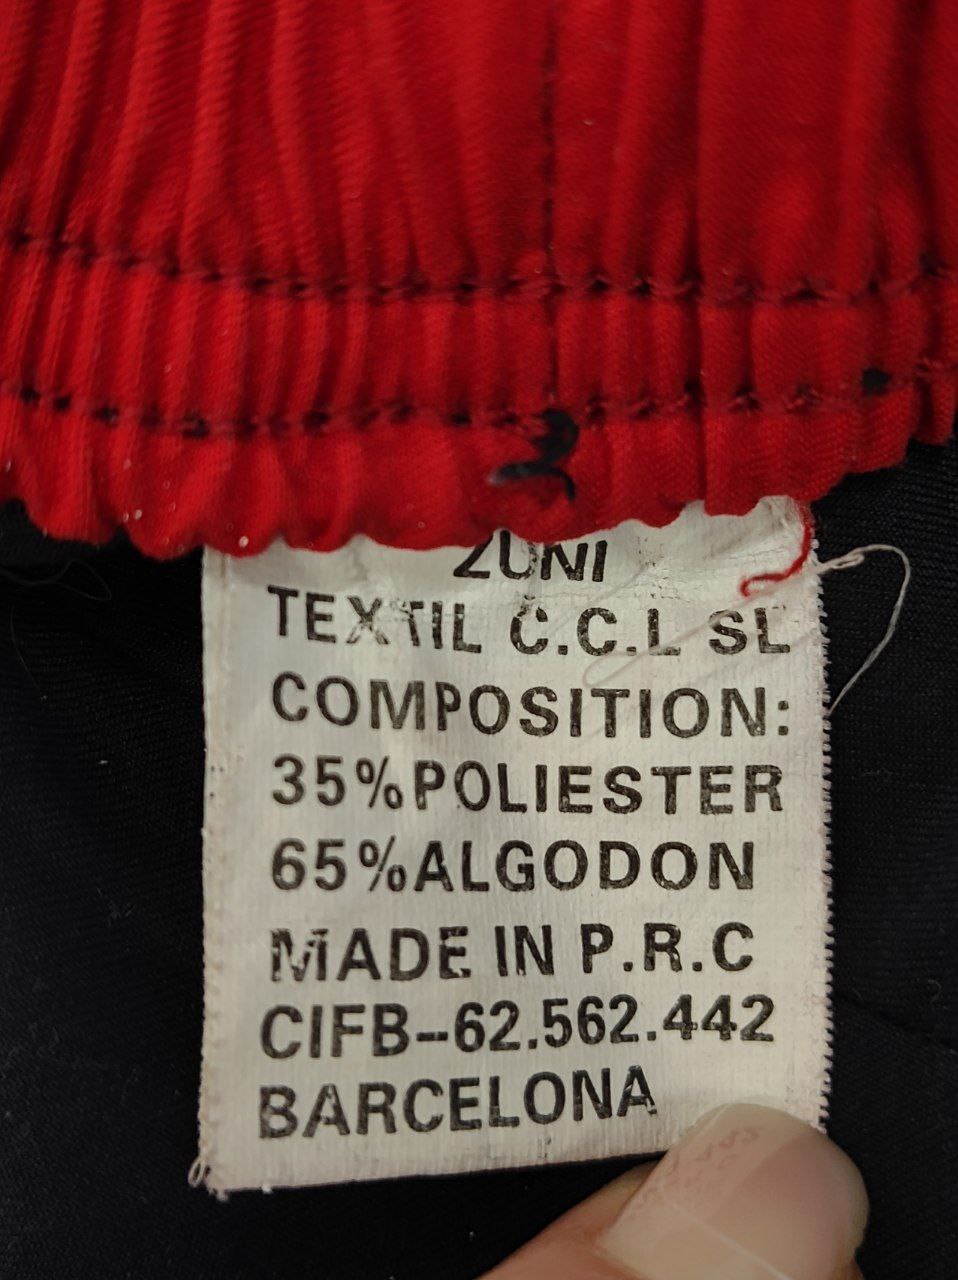 ZUNI
TEXTIL C.C.L SL
COMPOSITION:
35%POLIESTER
65%ALGODON
MADE IN P.R.C
CIFB-62.562.442
BARCELONA